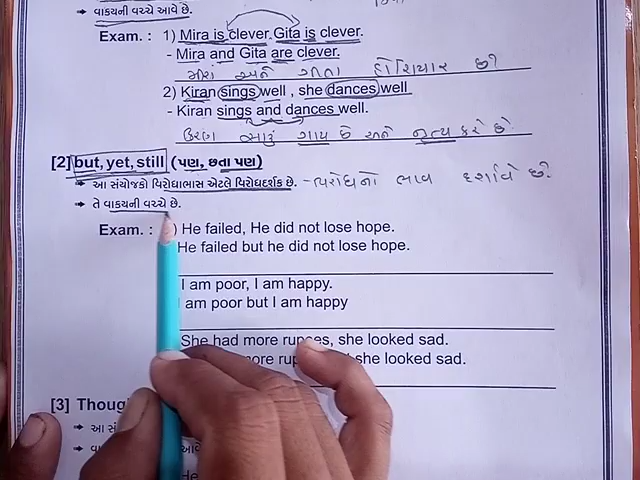 ➔ વાક્યની વચ્ચે આવે છે.
Exam. : 1) Mira is clever. Gita is clever.
- Mira and Gita are clever.
મીરા અને ગીતા હોશિયાર છે.
2) Kiran sings well , she dances well
- Kiran sings and dances well.
કિરણ સારું ગાય છે અને નૃત્ય કરે છે.
[2] but, yet, still (પણ, છતા પણ)
➔ આ સંયોજકો વિરોધાભાસ એટલે વિરોધદર્શક છે. - વિરોધનો ભાવ દર્શાવે છે.
➔ તે વાકયની વચ્ચે છે.
Exam. : ) He failed, He did not lose hope.
He failed but he did not lose hope.
I am poor, I am happy.
am poor but I am happy
She had more rupees, she looked sad.
more she looked sad.
[3]
➔ આ
➔
He